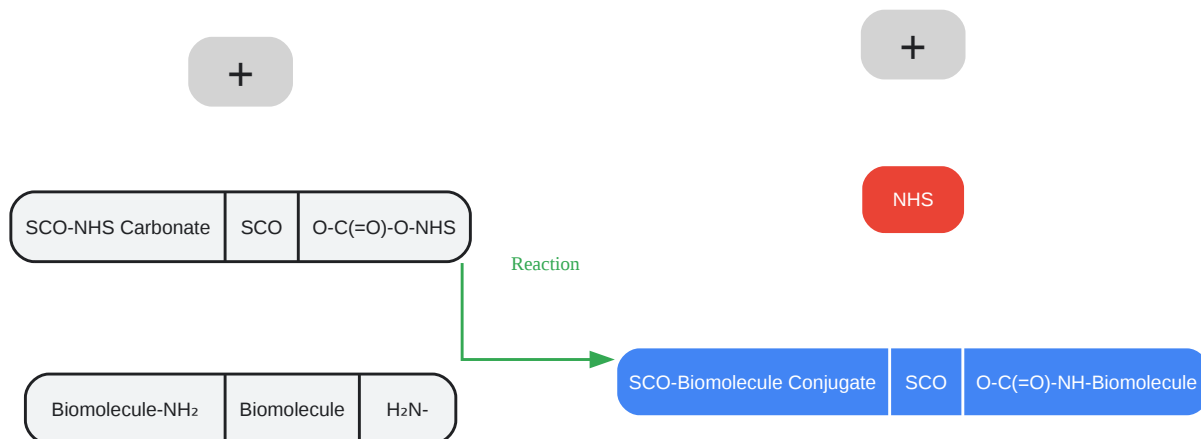 +
+
NHS
SCO-NHS Carbonate
SCO
O-C(=O)-O-NHS
Reaction
SCO-Biomolecule Conjugate
SCO
O-C(=O)-NH-Biomolecule
Biomolecule-NH₂
Biomolecule
H₂N-